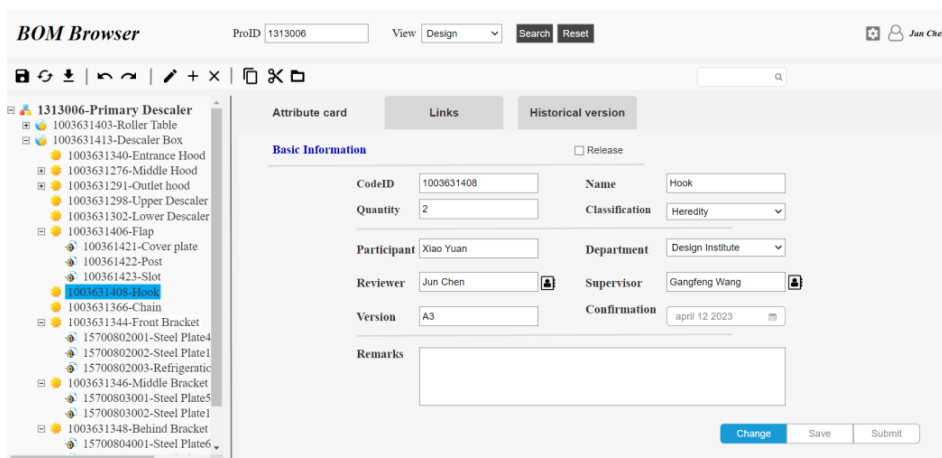 BOM Browser
ProID 1313006 View Design Search Reset Jun Che
1313006-Primary Descaler
1003631403-Roller Table
1003631413-Descaler Box
1003631340-Entrance Hood
1003631276-Middle Hood
1003631291-Outlet hood
1003631298-Upper Descaler
1003631302-Lower Descaler
1003631406-Flap
100361421-Cover plate
100361422-Post
100361423-Slot
1003631408-Hook
1003631366-Chain
1003631344-Front Bracket
15700802001-Steel Plate4
15700802002-Steel Plate1
15700802003-Refrigeratic
1003631346-Middle Bracket
15700803001-Steel Plate5
15700803002-Steel Plate1
1003631348-Behind Bracket
15700804001-Steel Plate6
Attribute card Links Historical version
Basic Information Release
CodeID 1003631408 Name Hook
Quantity 2 Classification Heredity
Participant Xiao Yuan Department Design Institute
Reviewer Jun Chen Supervisor Gangfeng Wang
Version A3 Confirmation april 12 2023
Remarks
Change Save Submit